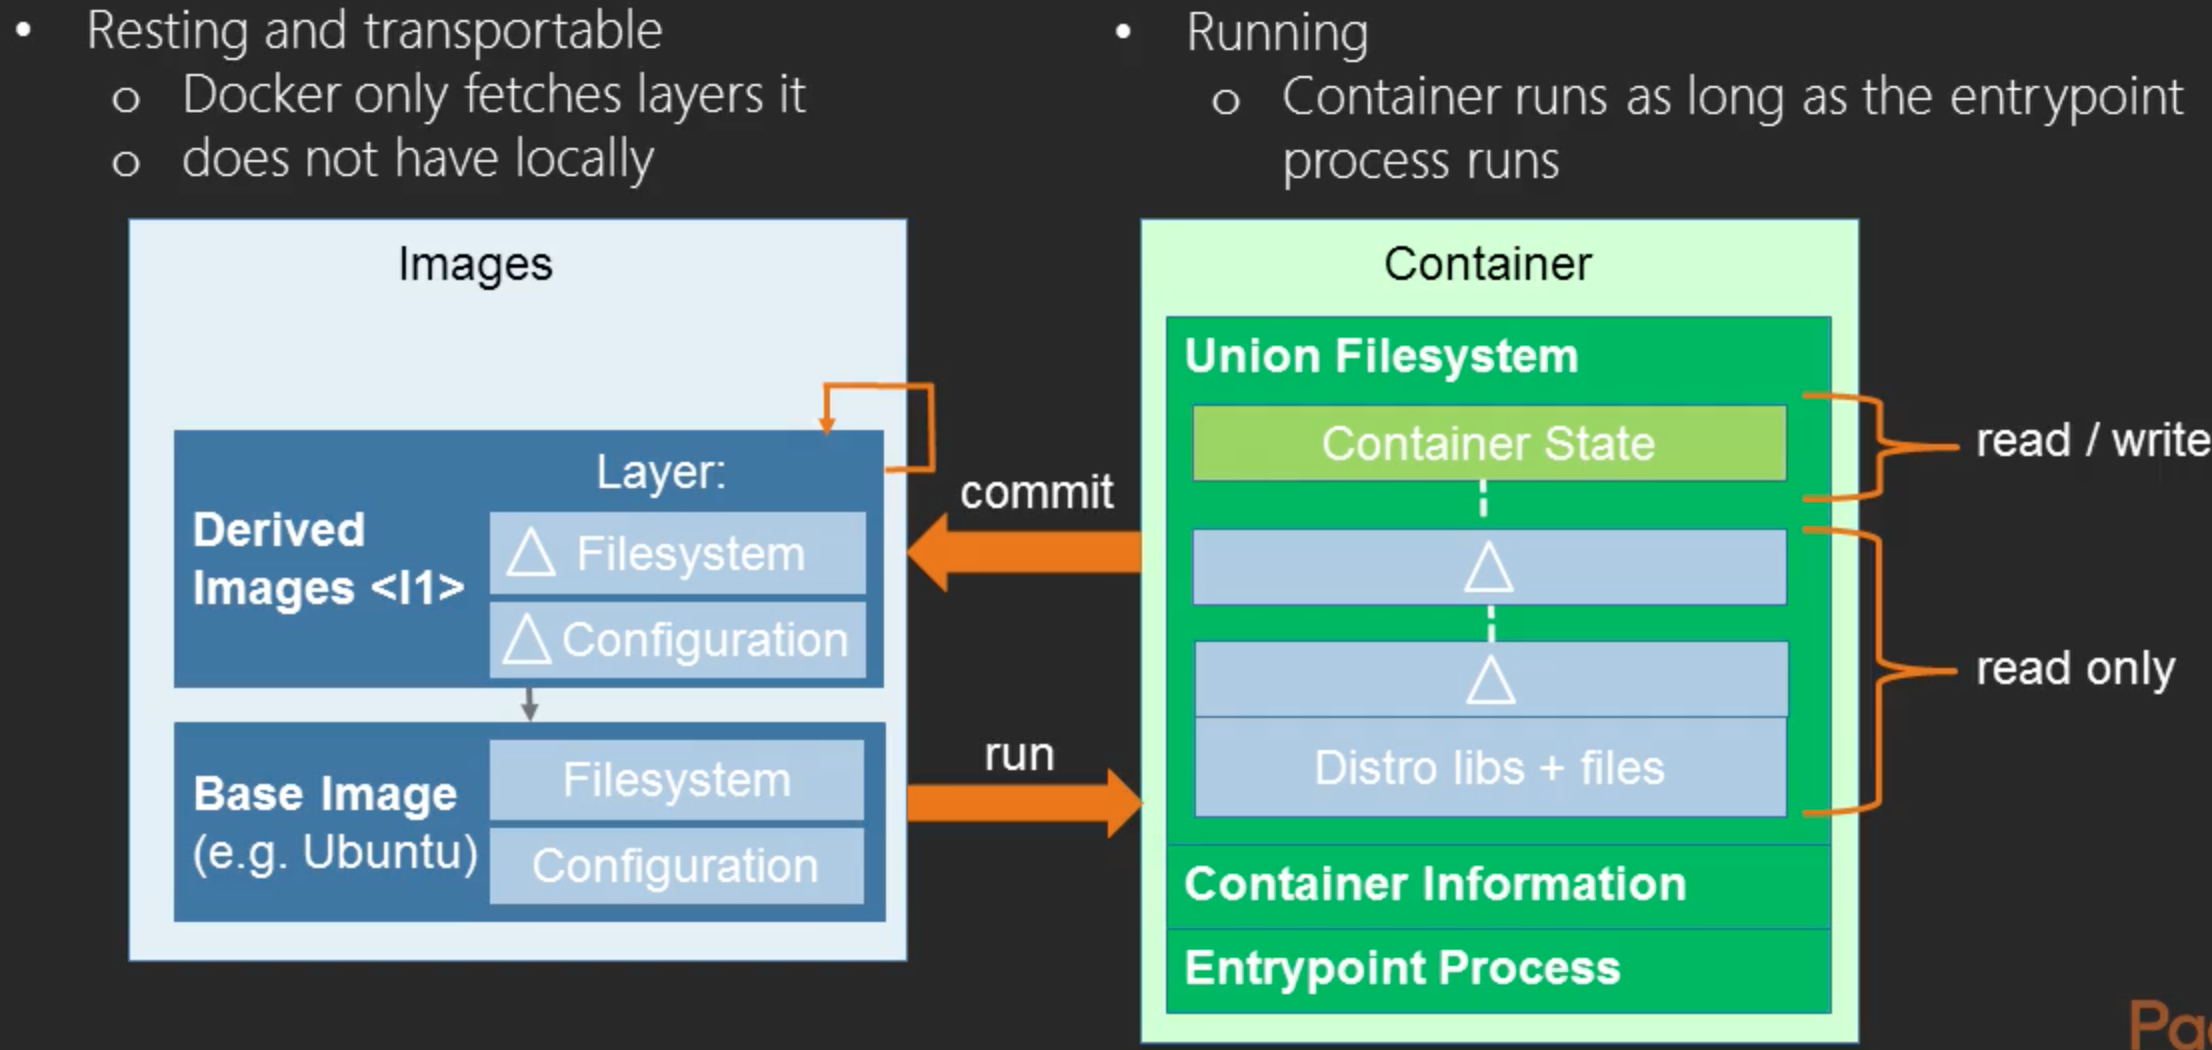 • Resting and transportable
o Docker only fetches layers it
o does not have locally
• Running
o Container runs as long as the entrypoint
process runs
Images
Layer:
Derived
Images <I1>
△ Filesystem
△ Configuration
Base Image
(e.g. Ubuntu)
Filesystem
Configuration
commit
run
Container
Union Filesystem
Container State
△
△
Distro libs + files
Container Information
Entrypoint Process
read / write
read only